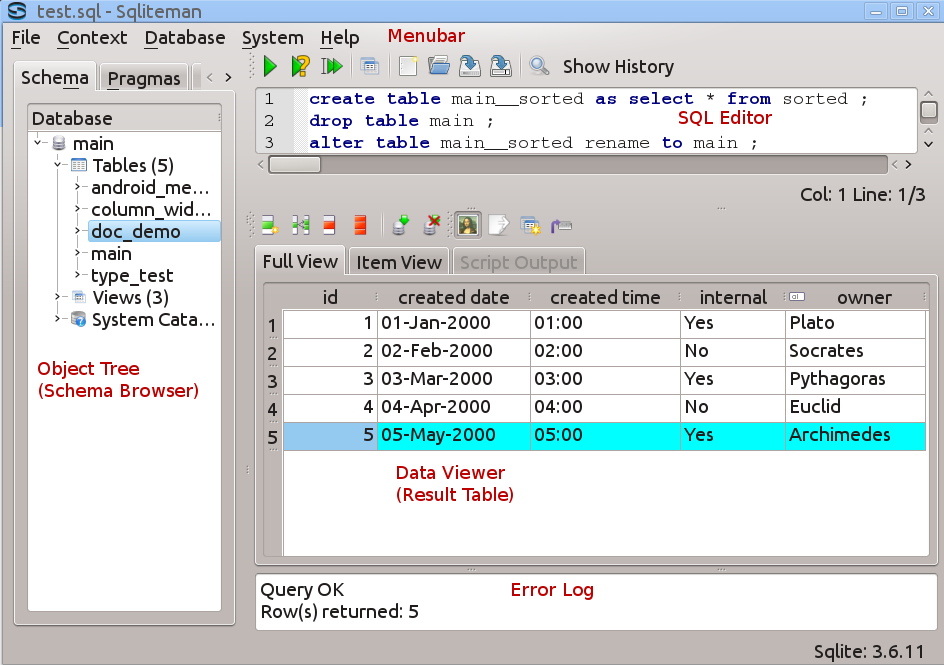 test.sql - Sqliteman
File Context Database System Help Menubar
Schema Pragmas
Show History
Database
main
Tables (5)
android_me...
column_wid...
doc_demo
main
type_test
Views (3)
System Cata...
Object Tree
(Schema Browser)
1 create table main__sorted as select * from sorted ;
2 drop table main ;
3 alter table main__sorted rename to main ;
SQL Editor
Col: 1 Line: 1/3
Full View Item View Script Output
id created date created time internal owner
1 1 01-Jan-2000 01:00 Yes Plato
2 2 02-Feb-2000 02:00 No Socrates
3 3 03-Mar-2000 03:00 Yes Pythagoras
4 4 04-Apr-2000 04:00 No Euclid
5 5 05-May-2000 05:00 Yes Archimedes
Data Viewer
(Result Table)
Query OK
Row(s) returned: 5
Error Log
Sqlite: 3.6.11